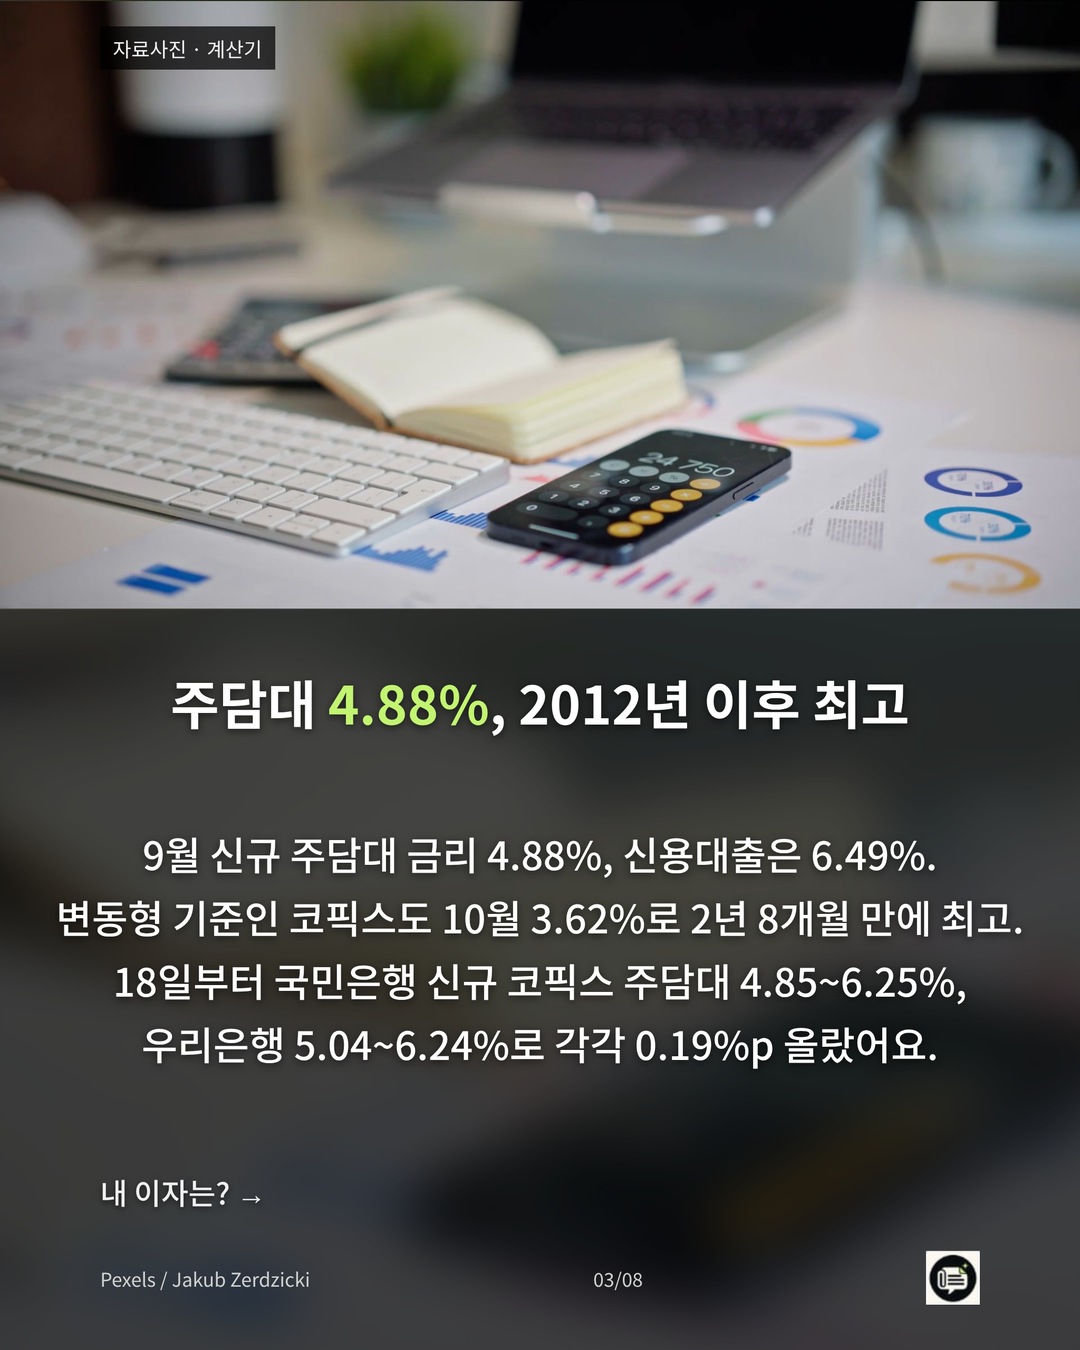 자료사진 · 계산기
24,750
주담대 4.88%, 2012년 이후 최고
9월 신규 주담대 금리 4.88%, 신용대출은 6.49%.
변동형 기준인 코픽스도 10월 3.62%로 2년 8개월 만에 최고.
18일부터 국민은행 신규 코픽스 주담대 4.85~6.25%,
우리은행 5.04~6.24%로 각각 0.19%p 올랐어요.
내 이자는? →
Pexels / Jakub Zerdzicki
03/08